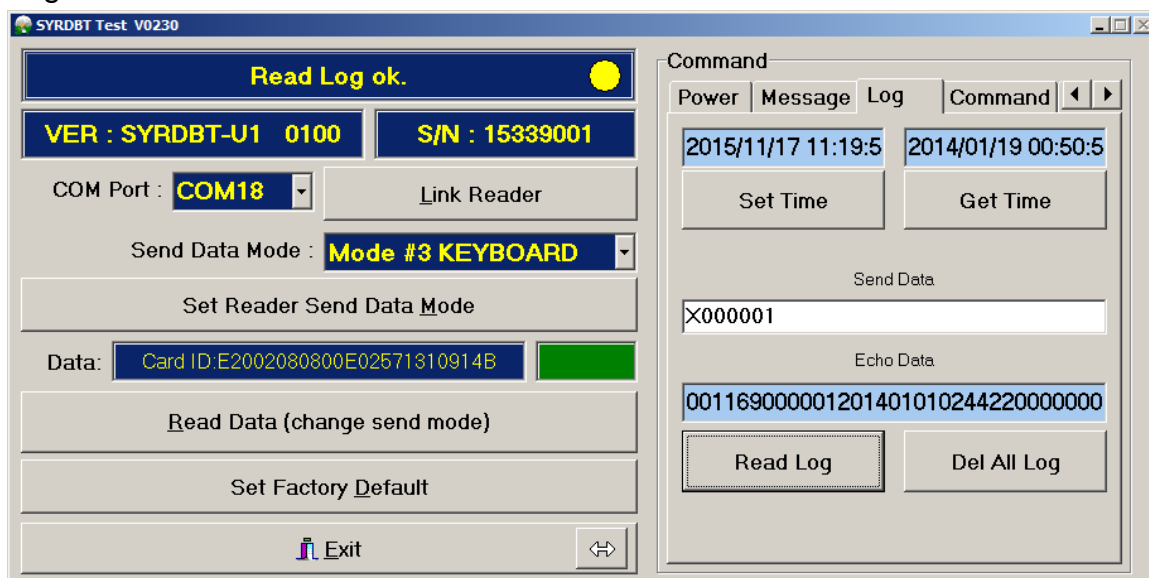 SYRDBT Test V0230
Read Log ok.
VER : SYRDBT-U1 0100
S/N : 15339001
COM Port : COM18
Link Reader
Send Data Mode : Mode #3 KEYBOARD
Set Reader Send Data Mode
Data: Card ID:E2002080800E02571310914B
Read Data (change send mode)
Set Factory Default
Exit
Command
Power Message Log Command
2015/11/17 11:19:5 2014/01/19 00:50:5
Set Time Get Time
Send Data
X000001
Echo Data
0011690000012014010102442200000000
Read Log Del All Log